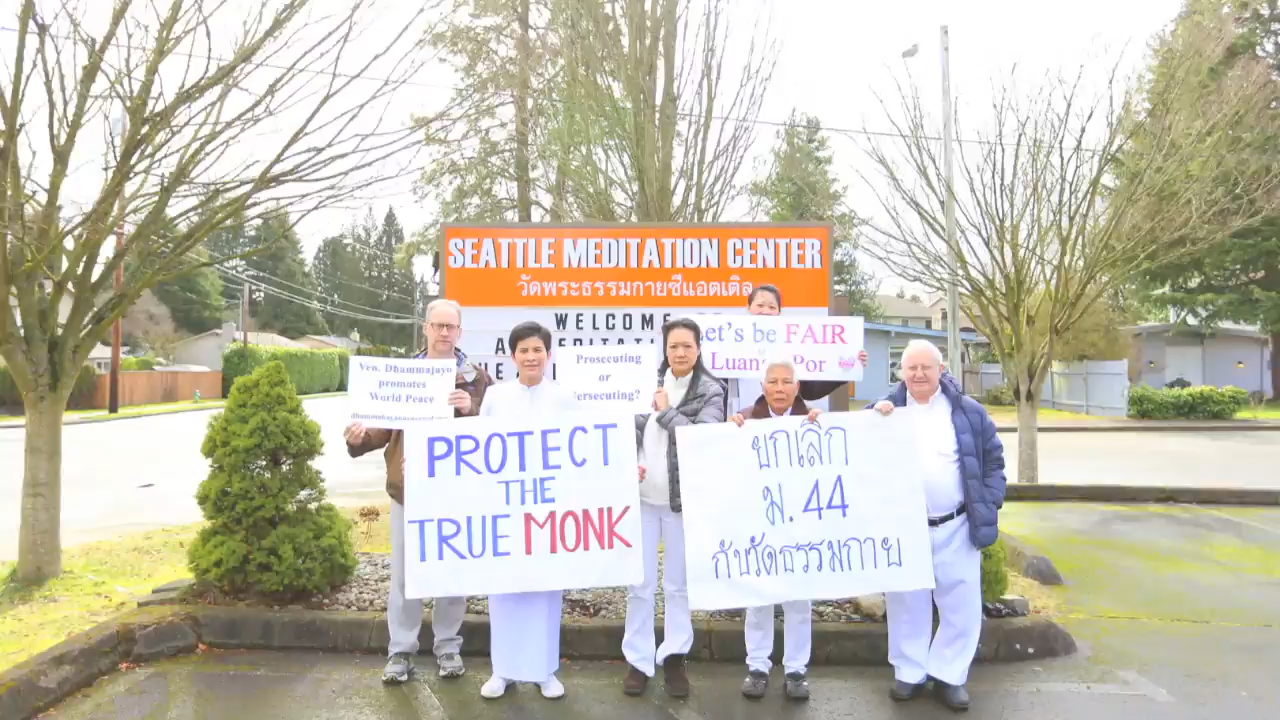 SEATTLE MEDITATION CENTER
วัดพระธรรมกายซีแอตเติล
WELCOME
Let's be FAIR
Por
Ven. Dhammajayo
promotes
World Peace
Prosecuting
or
Persecuting?
PROTECT
THE
TRUE MONK
ยกเลิก
ม. 44
กับวัดธรรมกาย